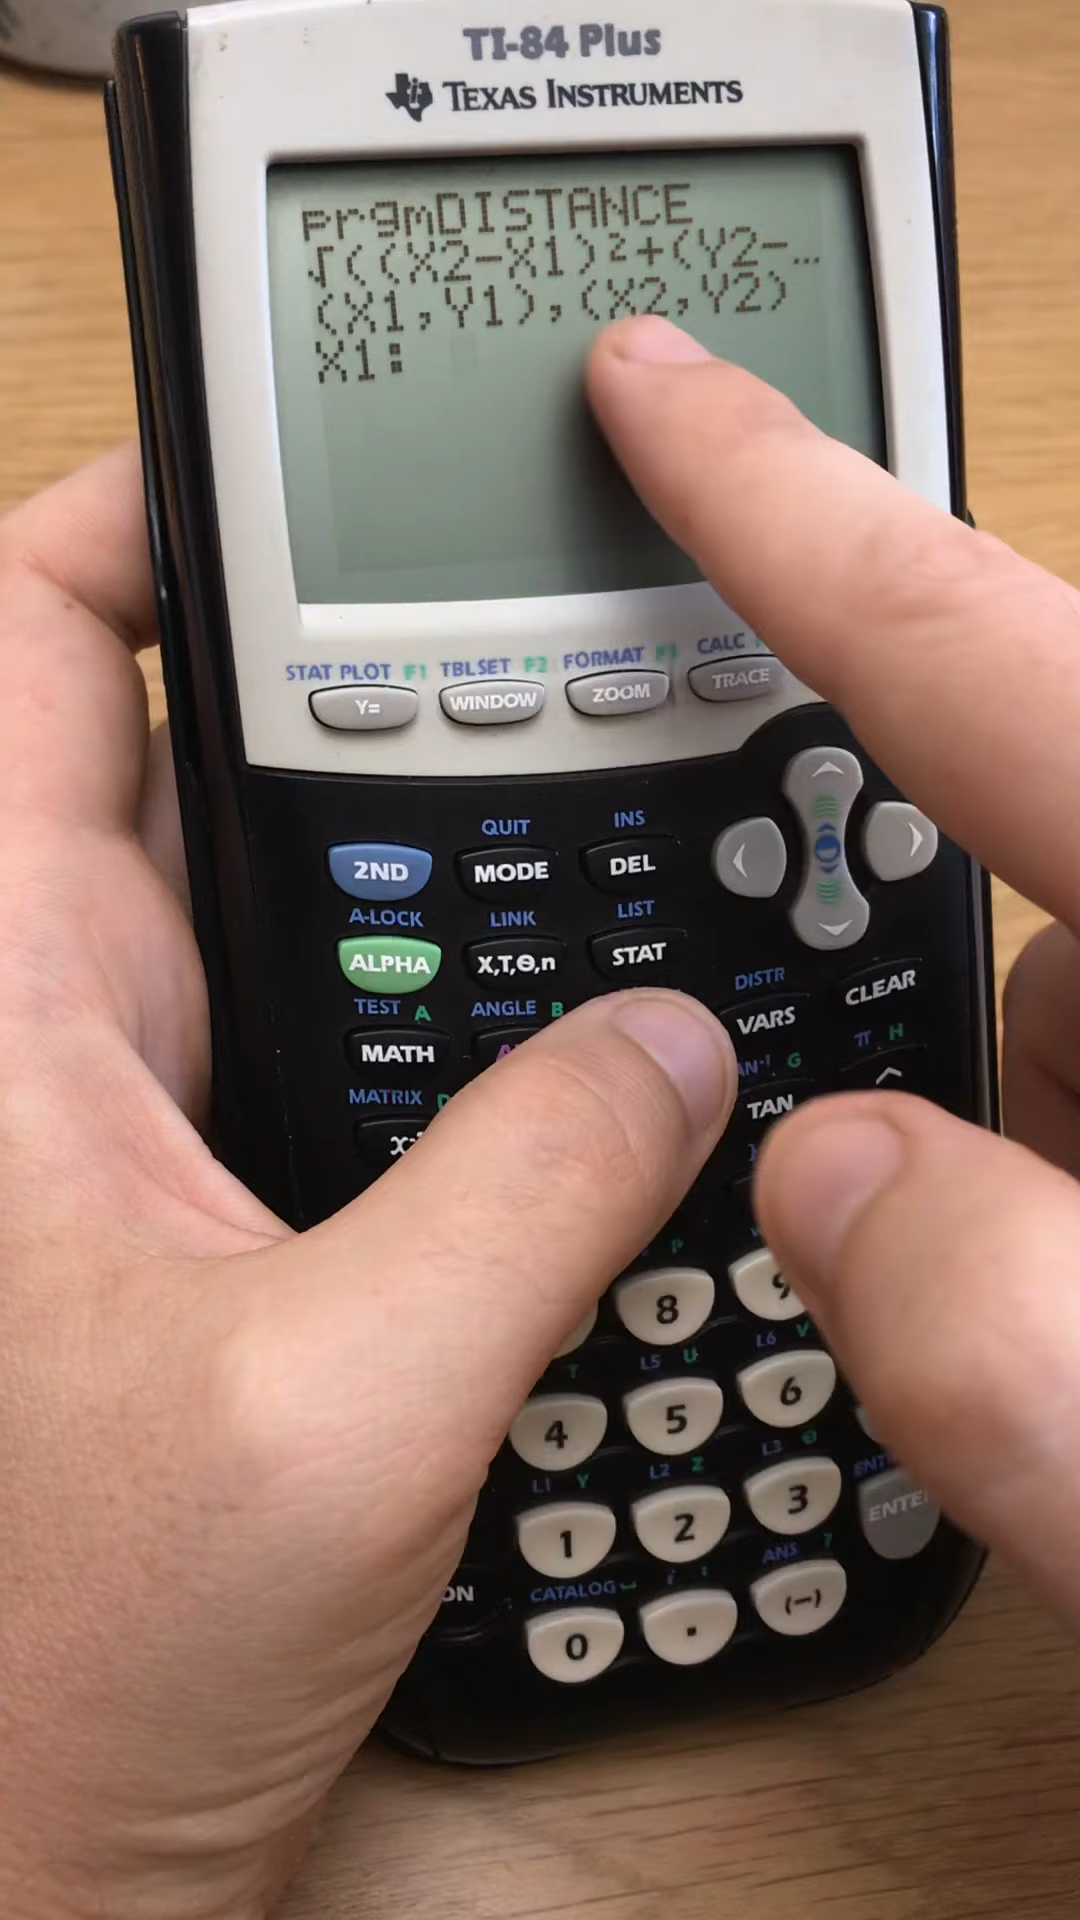 TI-84 Plus
TEXAS INSTRUMENTS
prgmDISTANCE
√((X2-X1)²+(Y2-…
(X1,Y1),(X2,Y2)
X1:
STAT PLOT F1 TBLSET F2 FORMAT F3 CALC
Y= WINDOW ZOOM TRACE
QUIT INS
2ND MODE DEL
A-LOCK LINK LIST
ALPHA X,T,Θ,n STAT
TEST A ANGLE B DISTR
MATH VARS CLEAR
MATRIX D G π H
TAN ^
P
8 9
T L5 U L6 V
4 5 6
L1 Y L2 Z L3 θ
1 2 3
CATALOG ⎵ i : ANS ?
0 . (−)